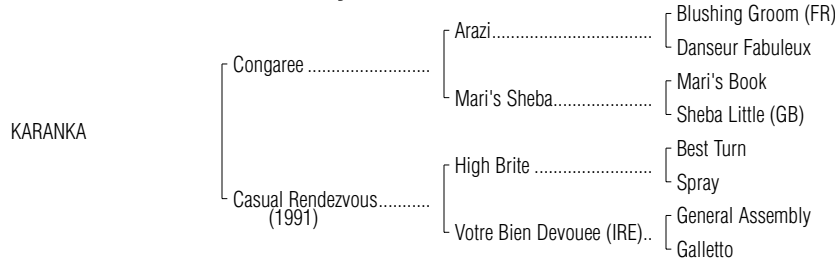 Blushing Groom (FR)
Arazi....................................
Danseur Fabuleux
Congaree ..........................
Mari's Book
Mari's Sheba......................
Sheba Little (GB)
KARANKA
Best Turn
High Brite ..........................
Spray
Casual Rendezvous...........
(1991)
General Assembly
Votre Bien Devouee (IRE)..
Galletto